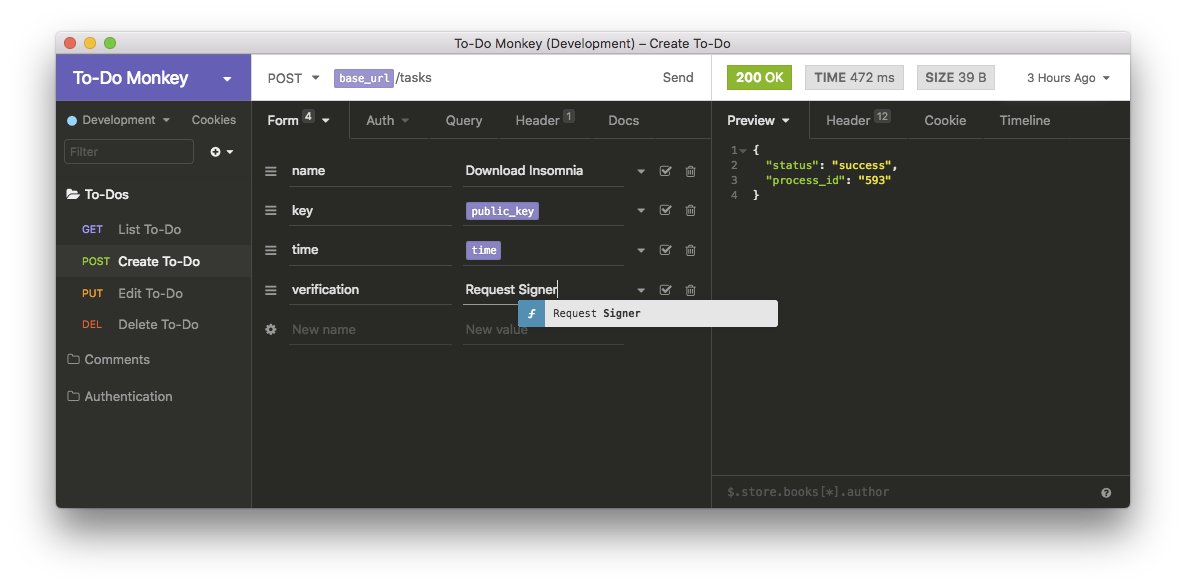 To-Do Monkey (Development) – Create To-Do
To-Do Monkey
POST base_url/tasks Send
200 OK TIME 472 ms SIZE 39 B 3 Hours Ago
Development Cookies
Filter
To-Dos
GET List To-Do
POST Create To-Do
PUT Edit To-Do
DEL Delete To-Do
Comments
Authentication
Form 4 Auth Query Header 1 Docs
name Download Insomnia
key public_key
time time
verification Request Signer
f Request Signer
New name New value
Preview Header 12 Cookie Timeline
1 {
2 "status": "success",
3 "process_id": "593"
4 }
$.store.books[*].author ?